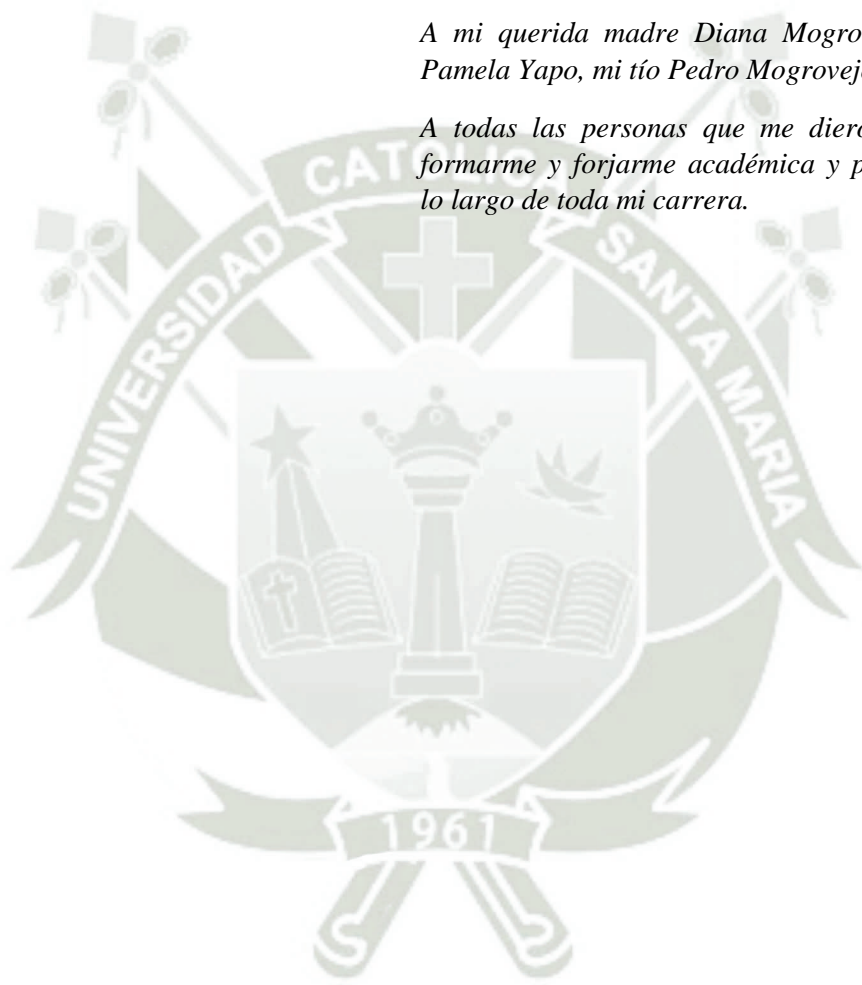 A mi querida madre Diana Mogro
Pamela Yapo, mi tío Pedro Mogrovej
A todas las personas que me diero
formarme y forjarme académica y p
lo largo de toda mi carrera.
UNIVERSIDAD CATOLICA SANTA MARIA
1961